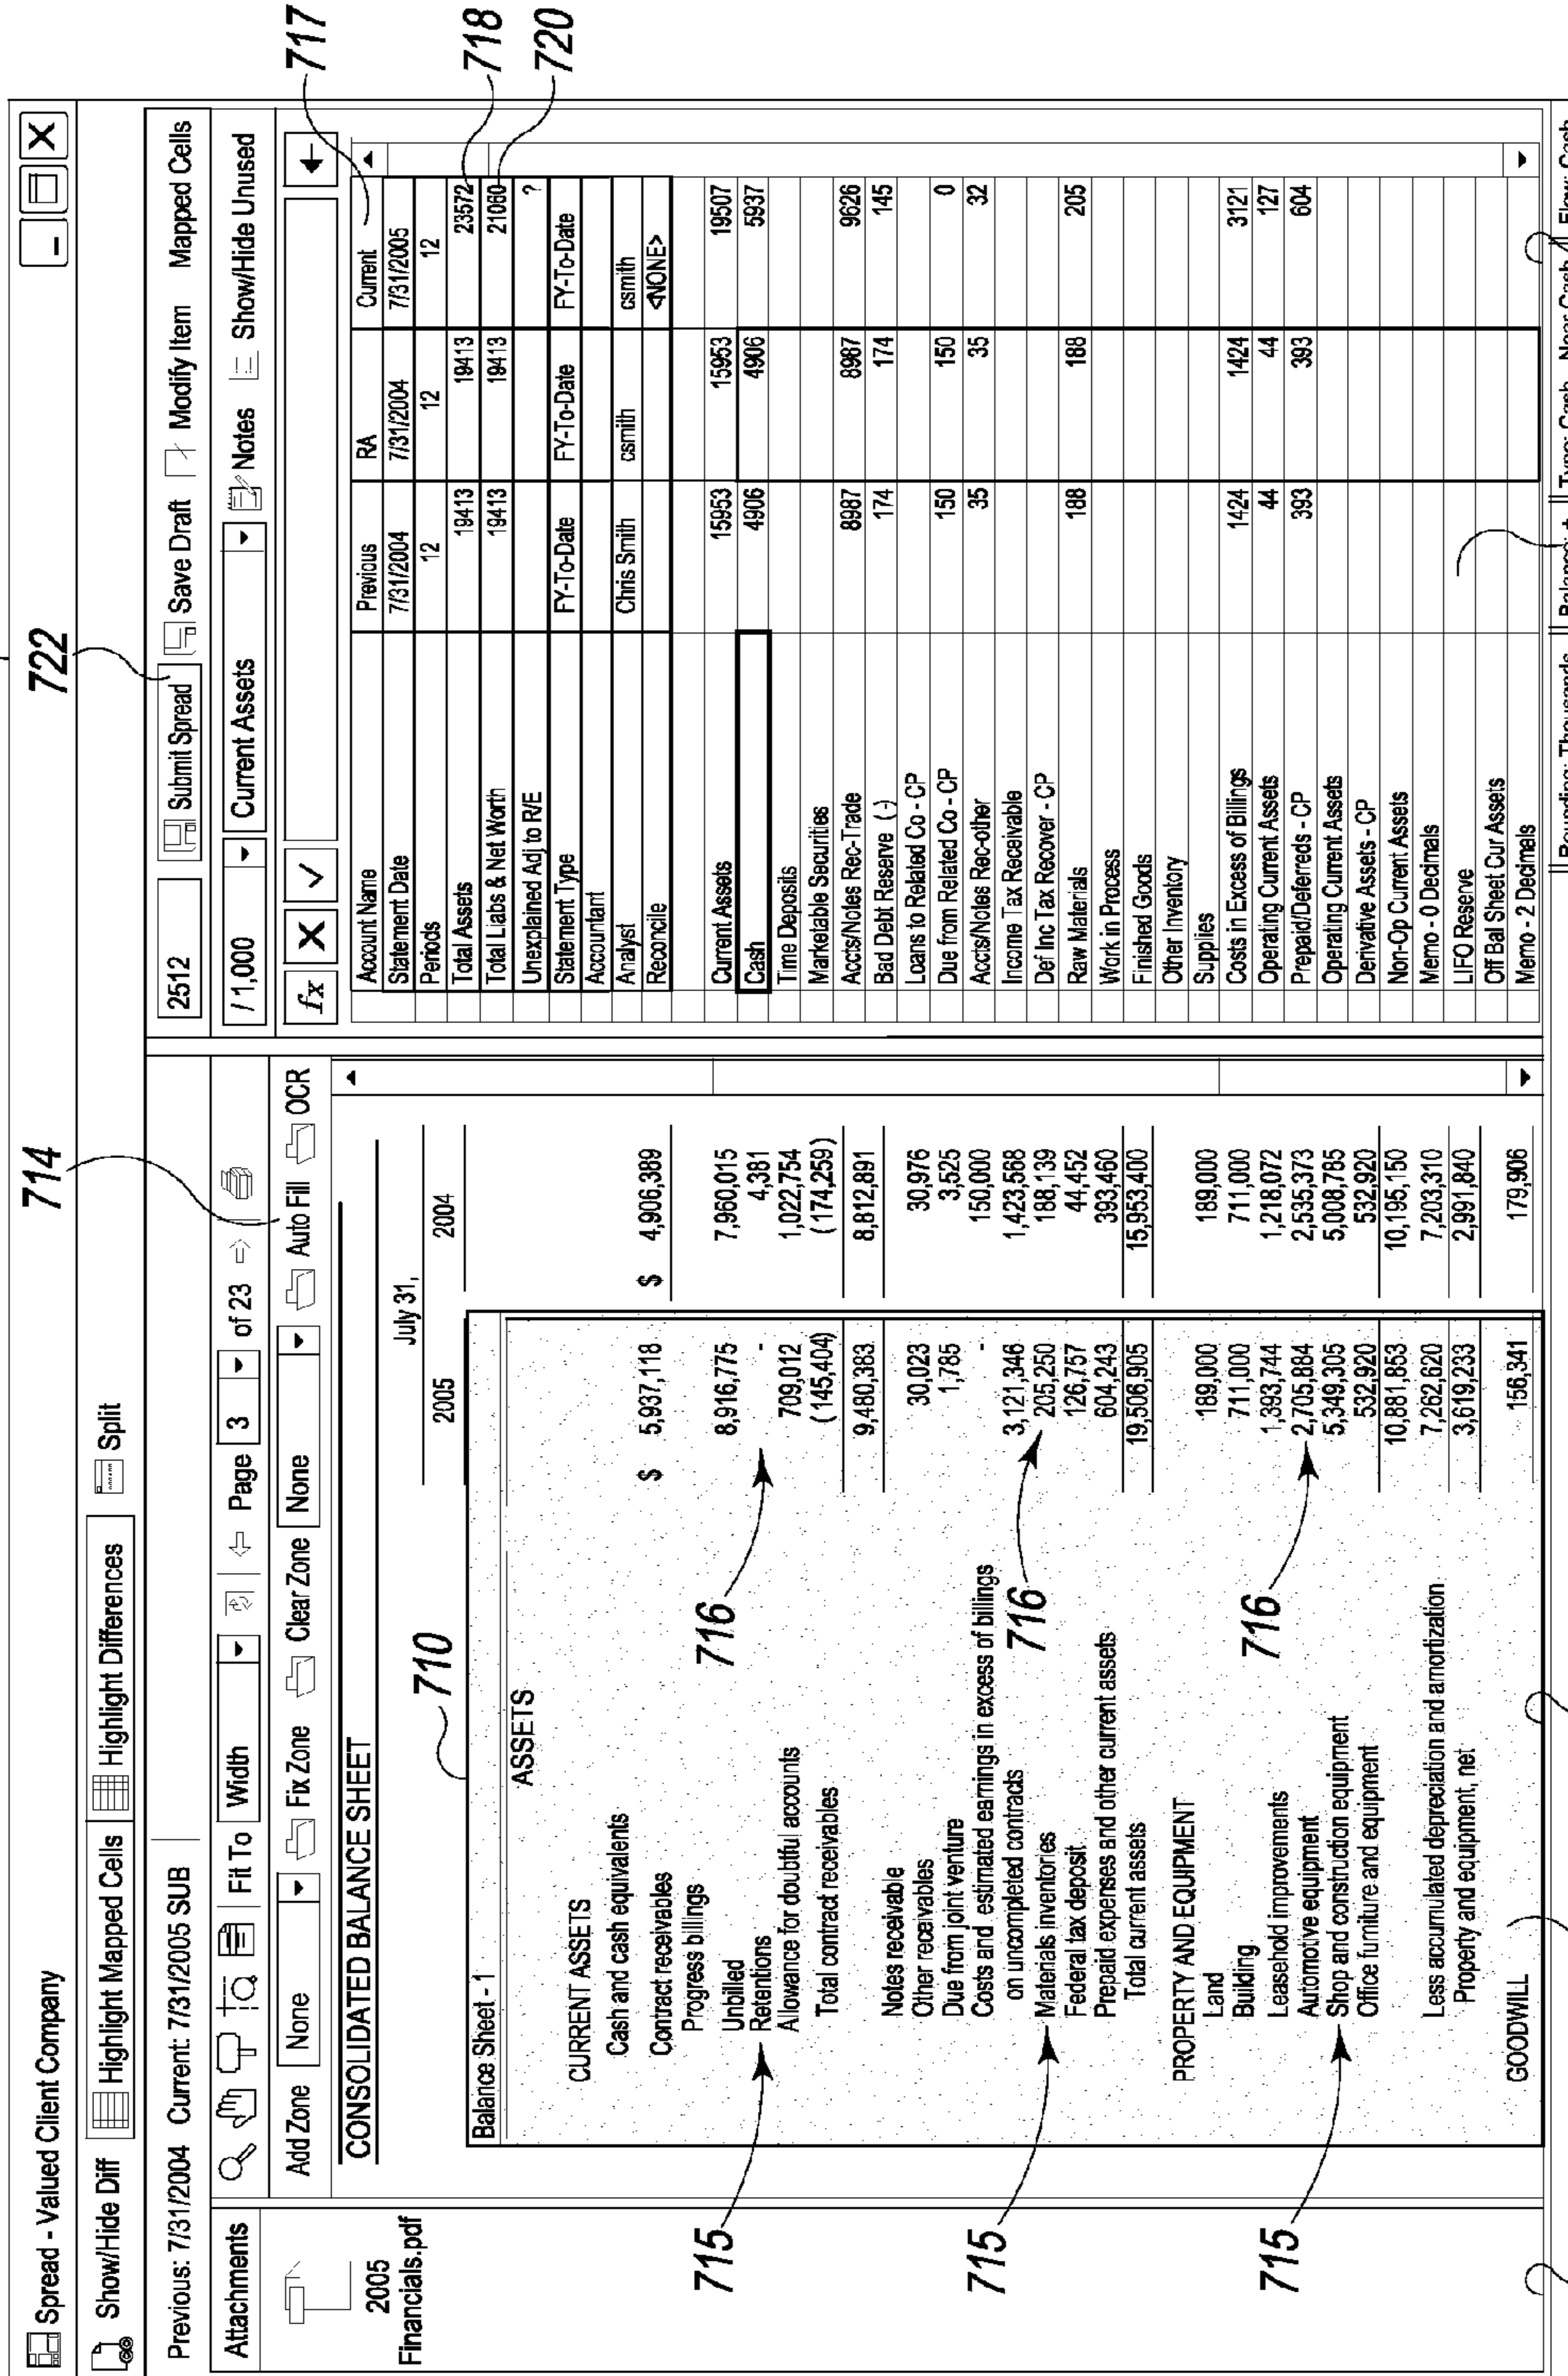 722
714
Spread - Valued Client Company
Show/Hide Diff Highlight Mapped Cells Highlight Differences Split
Previous: 7/31/2004 Current: 7/31/2005 SUB
2512 Submit Spread Save Draft Modify Item Mapped Cells
Attachments
Fit To Width Page 3 of 23
/ 1,000 Current Assets Notes Show/Hide Unused
Add Zone None Fix Zone Clear Zone None Auto Fill OCR
fx X
2005
Financials.pdf
CONSOLIDATED BALANCE SHEET
July 31,
2005 2004
710
Balance Sheet - 1
ASSETS
CURRENT ASSETS
Cash and cash equivalents $ 5,937,118 $ 4,906,389
Contract receivables
Progress billings 8,916,775 7,960,015
Unbilled - 4,381
Retentions 709,012 1,022,754
Allowance for doubtful accounts (145,404) (174,259)
Total contract receivables 9,480,383 8,812,891
Notes receivable 30,023 30,976
Other receivables 1,785 3,525
Due from joint venture - 150,000
Costs and estimated earnings in excess of billings
on uncompleted contracts 3,121,346 1,423,568
Materials inventories 205,250 188,139
Federal tax deposit 126,757 44,452
Prepaid expenses and other current assets 604,243 393,460
Total current assets 19,506,905 15,953,400
PROPERTY AND EQUIPMENT
Land 189,000 189,000
Building 711,000 711,000
Leasehold improvements 1,393,744 1,218,072
Automotive equipment 2,705,884 2,535,373
Shop and construction equipment 5,349,305 5,008,785
Office furniture and equipment 532,920 532,920
10,881,853 10,195,150
Less accumulated depreciation and amortization 7,262,620 7,203,310
Property and equipment, net 3,619,233 2,991,840
GOODWILL 156,341 179,906
715
715
715
716
716
716
717
718
720
Account Name Previous RA Current
Statement Date 7/31/2004 7/31/2004 7/31/2005
Periods 12 12 12
Total Assets 19413 19413 23572
Total Liabs & Net Worth 19413 19413 21060
Unexplained Adj to R/E ?
Statement Type FY-To-Date FY-To-Date FY-To-Date
Accountant
Analyst Chris Smith csmith csmith
Reconcile <NONE>
Current Assets 15953 15953 19507
Cash 4906 4906 5937
Time Deposits
Marketable Securities
Accts/Notes Rec-Trade 8987 8987 9626
Bad Debt Reserve (-) 174 174 145
Loans to Related Co - CP
Due from Related Co - CP 150 150 0
Accts/Notes Rec-other 35 35 32
Income Tax Receivable
Def Inc Tax Recover - CP
Raw Materials 188 188 205
Work in Process
Finished Goods
Other Inventory
Supplies
Costs in Excess of Billings 1424 1424 3121
Operating Current Assets 44 44 127
Prepaid/Deferreds - CP 393 393 604
Operating Current Assets
Derivative Assets - CP
Non-Op Current Assets
Memo - 0 Decimals
LIFO Reserve
Off Bal Sheet Cur Assets
Memo - 2 Decimels
Rounding: Thousands Balance: + Type: Cash Near Cash Flow: Cash